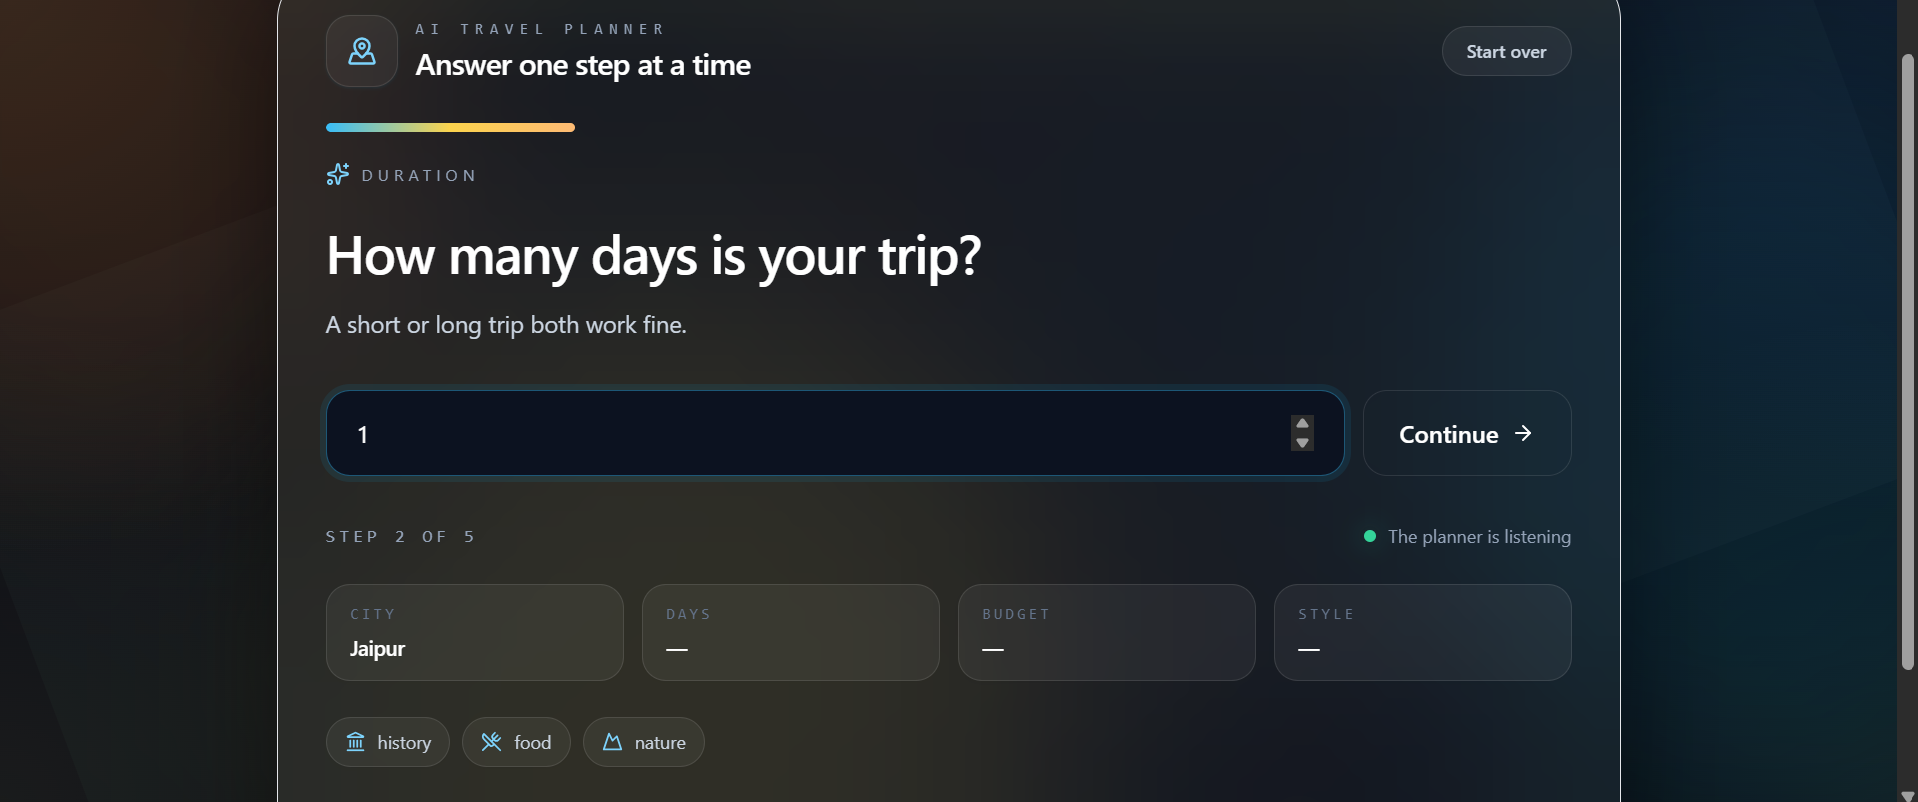 AI TRAVEL PLANNER
Answer one step at a time
Start over
DURATION
How many days is your trip?
A short or long trip both work fine.
1
Continue
STEP 2 OF 5
The planner is listening
CITY
Jaipur
DAYS
—
BUDGET
—
STYLE
—
history
food
nature